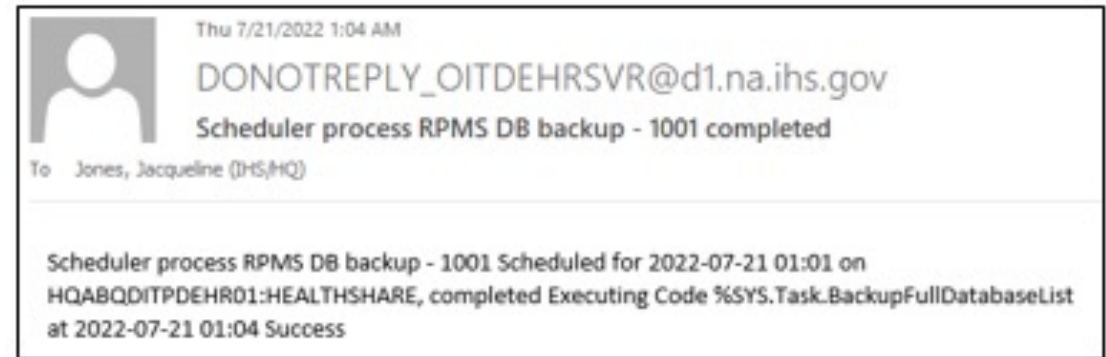 Thu 7/21/2022 1:04 AM
DONOTREPLY_OITDEHRSVR@d1.na.ihs.gov
Scheduler process RPMS DB backup - 1001 completed
To Jones, Jacqueline (IHS/HQ)
Scheduler process RPMS DB backup - 1001 Scheduled for 2022-07-21 01:01 on
HQABQDITPDEHR01:HEALTHSHARE, completed Executing Code %SYS.Task.BackupFullDatabaseList
at 2022-07-21 01:04 Success